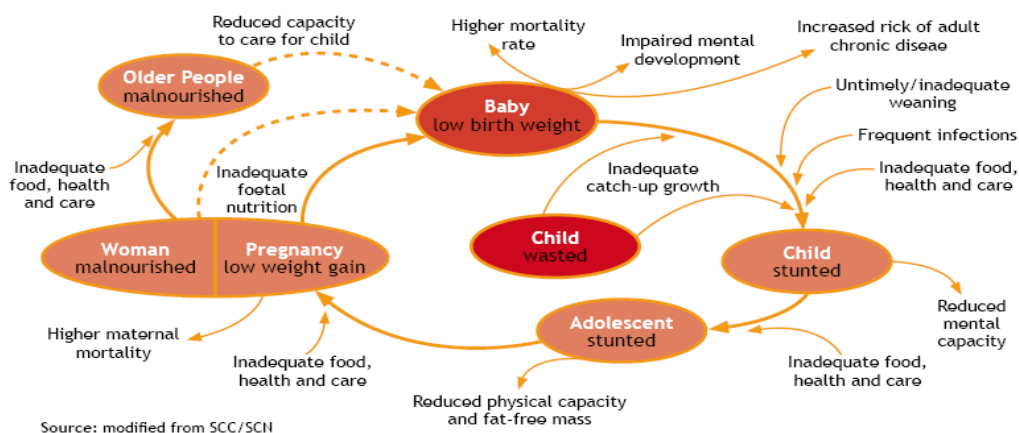 Reduced capacity
to care for child
Higher mortality
rate
Impaired mental
development
Increased risk of adult
chronic diseae
Older People
malnourished
Baby
low birth weight
Untimely/inadequate
weaning
Frequent infections
Inadequate food,
health and care
Inadequate
food, health
and care
Inadequate
foetal
nutrition
Inadequate
catch-up growth
Woman
malnourished
Pregnancy
low weight gain
Child
wasted
Child
stunted
Adolescent
stunted
Reduced
mental
capacity
Higher maternal
mortality
Inadequate food,
health and care
Reduced physical capacity
and fat-free mass
Inadequate food,
health and care
Source: modified from SCC/SCN